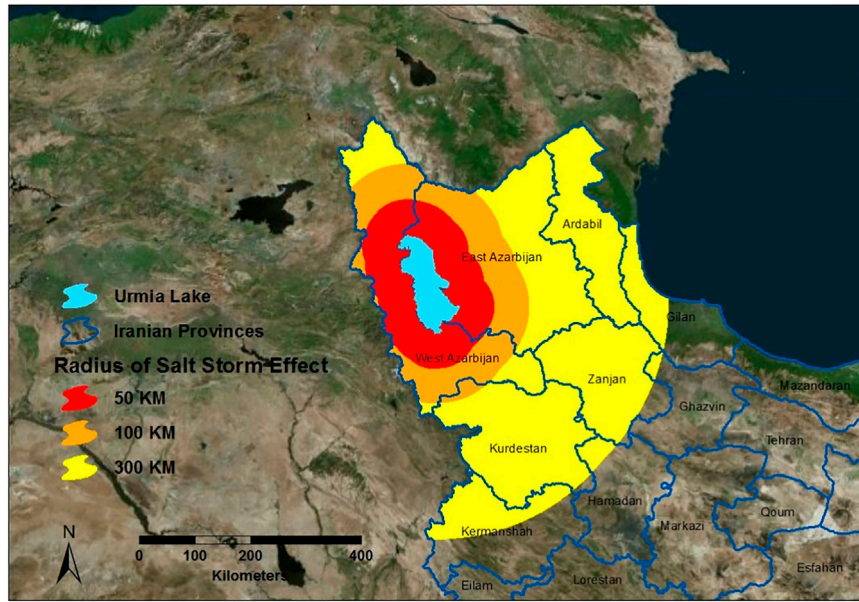 Ardabil
East Azarbijan
Urmia Lake
Iranian Provinces
Gilan
Radius of Salt Storm Effect
West Azarbijan
Zanjan
Mazandaran
50 KM
Ghazvin
100 KM
Tehran
Kurdestan
300 KM
Hamadan
Qoum
Markazi
Kermanshah
N
0 100 200 400
Kilometers
Esfahan
Eilam
Lorestan